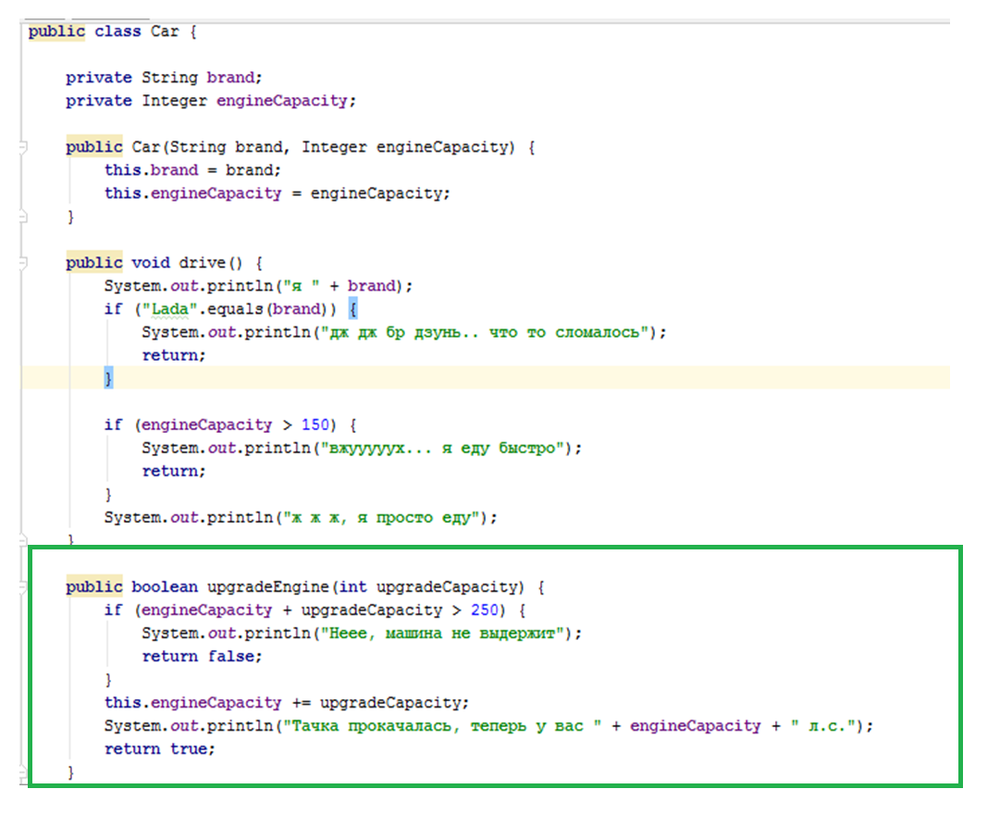 public class Car {
private String brand;
private Integer engineCapacity;
public Car(String brand, Integer engineCapacity) {
this.brand = brand;
this.engineCapacity = engineCapacity;
}
public void drive() {
System.out.println("я " + brand);
if ("Lada".equals(brand)) {
System.out.println("дж дж бр дзунь.. что то сломалось");
return;
}
if (engineCapacity > 150) {
System.out.println("вжууууух... я еду быстро");
return;
}
System.out.println("ж ж ж, я просто еду");
}
public boolean upgradeEngine(int upgradeCapacity) {
if (engineCapacity + upgradeCapacity > 250) {
System.out.println("Неее, машина не выдержит");
return false;
}
this.engineCapacity += upgradeCapacity;
System.out.println("Тачка прокачалась, теперь у вас " + engineCapacity + " л.с.");
return true;
}